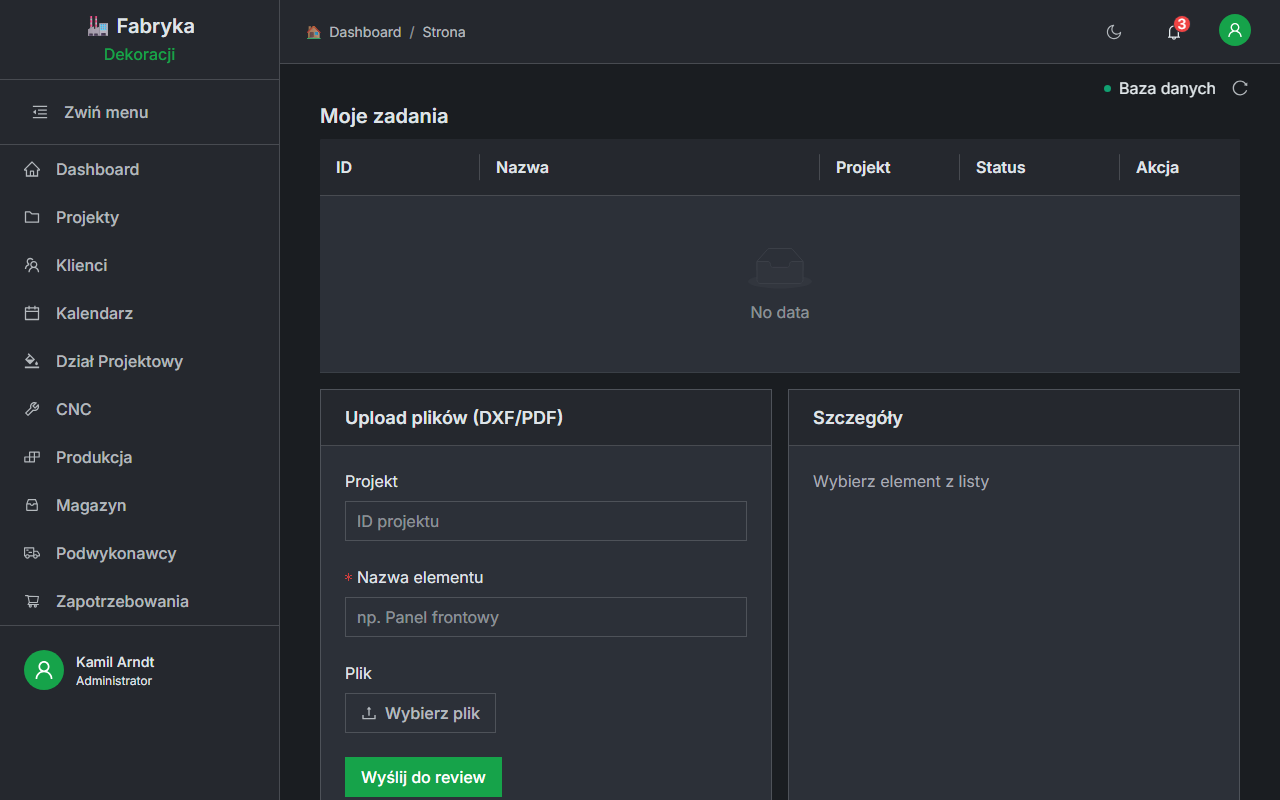 Fabryka
Dekoracji
Zwiń menu
Dashboard
Projekty
Klienci
Kalendarz
Dział Projektowy
CNC
Produkcja
Magazyn
Podwykonawcy
Zapotrzebowania
Kamil Arndt
Administrator
Dashboard / Strona
3
Baza danych
Moje zadania
ID Nazwa Projekt Status Akcja
No data
Upload plików (DXF/PDF)
Projekt
ID projektu
* Nazwa elementu
np. Panel frontowy
Plik
Wybierz plik
Wyślij do review
Szczegóły
Wybierz element z listy